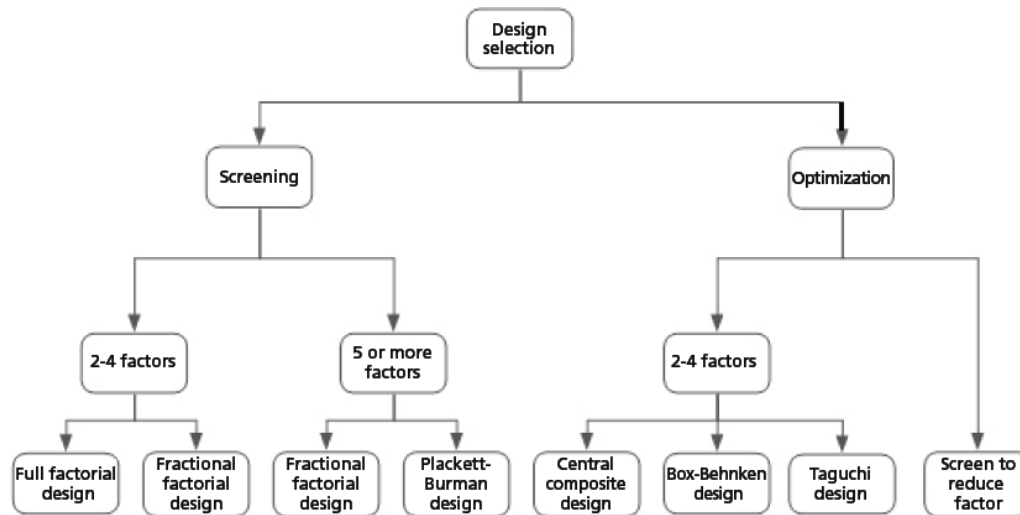 Design
selection
Screening
Optimization
2-4 factors
5 or more
factors
2-4 factors
Full factorial
design
Fractional
factorial
design
Fractional
factorial
design
Plackett-
Burman
design
Central
composite
design
Box-Behnken
design
Taguchi
design
Screen to
reduce
factor